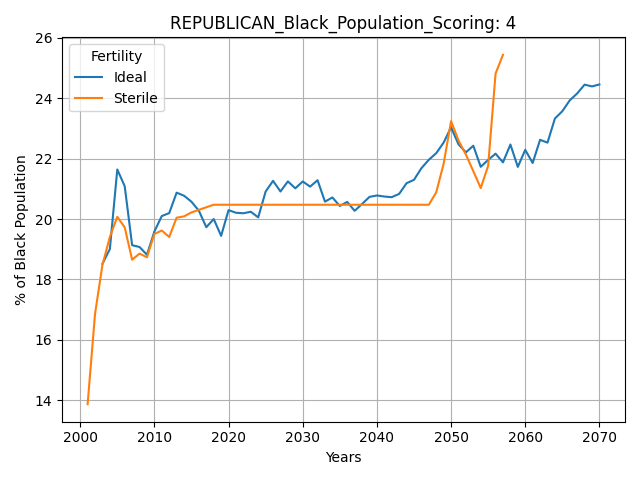 REPUBLICAN_Black_Population_Scoring: 4
Fertility
Ideal
Sterile
% of Black Population
26
24
22
20
18
16
14
2000 2010 2020 2030 2040 2050 2060 2070
Years